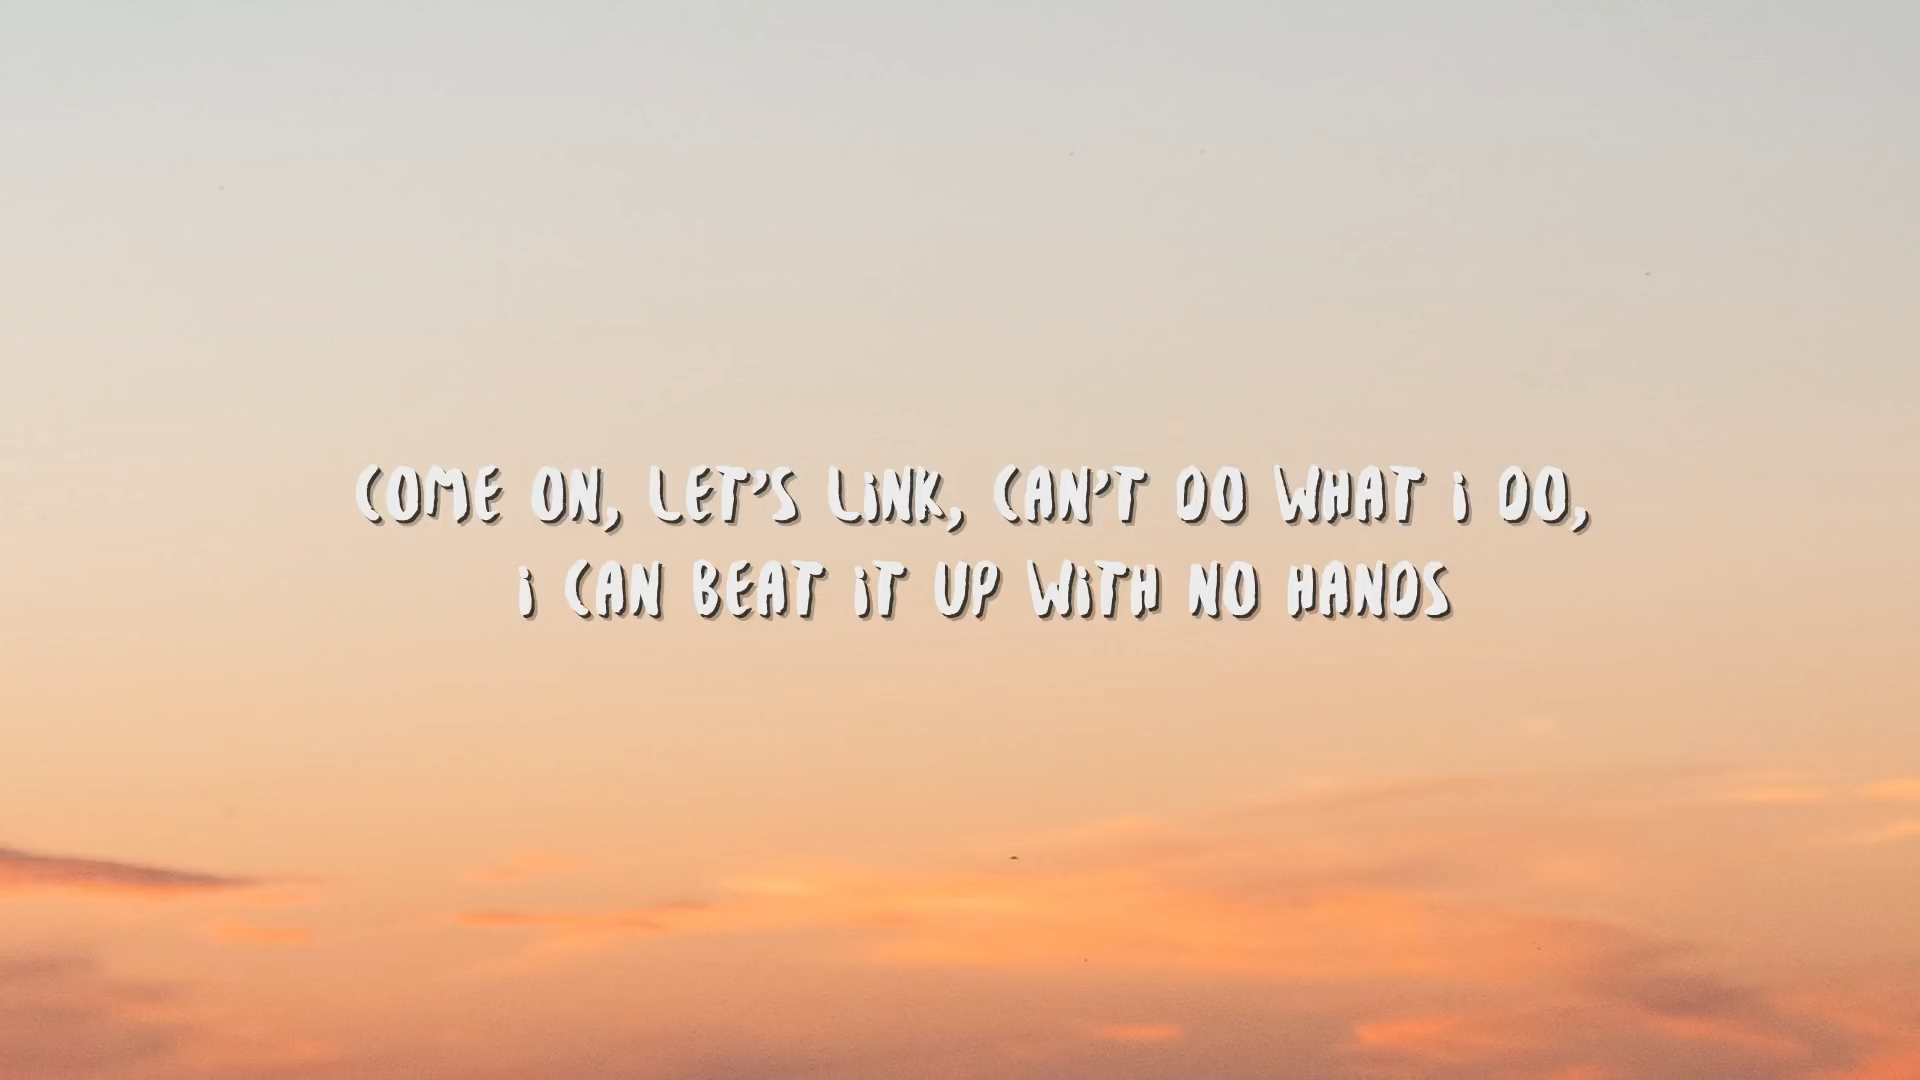 COME ON, LET'S LiNK, CAN'T DO WHAT i DO,
i CAN BEAT iT UP WiTH NO HANDS